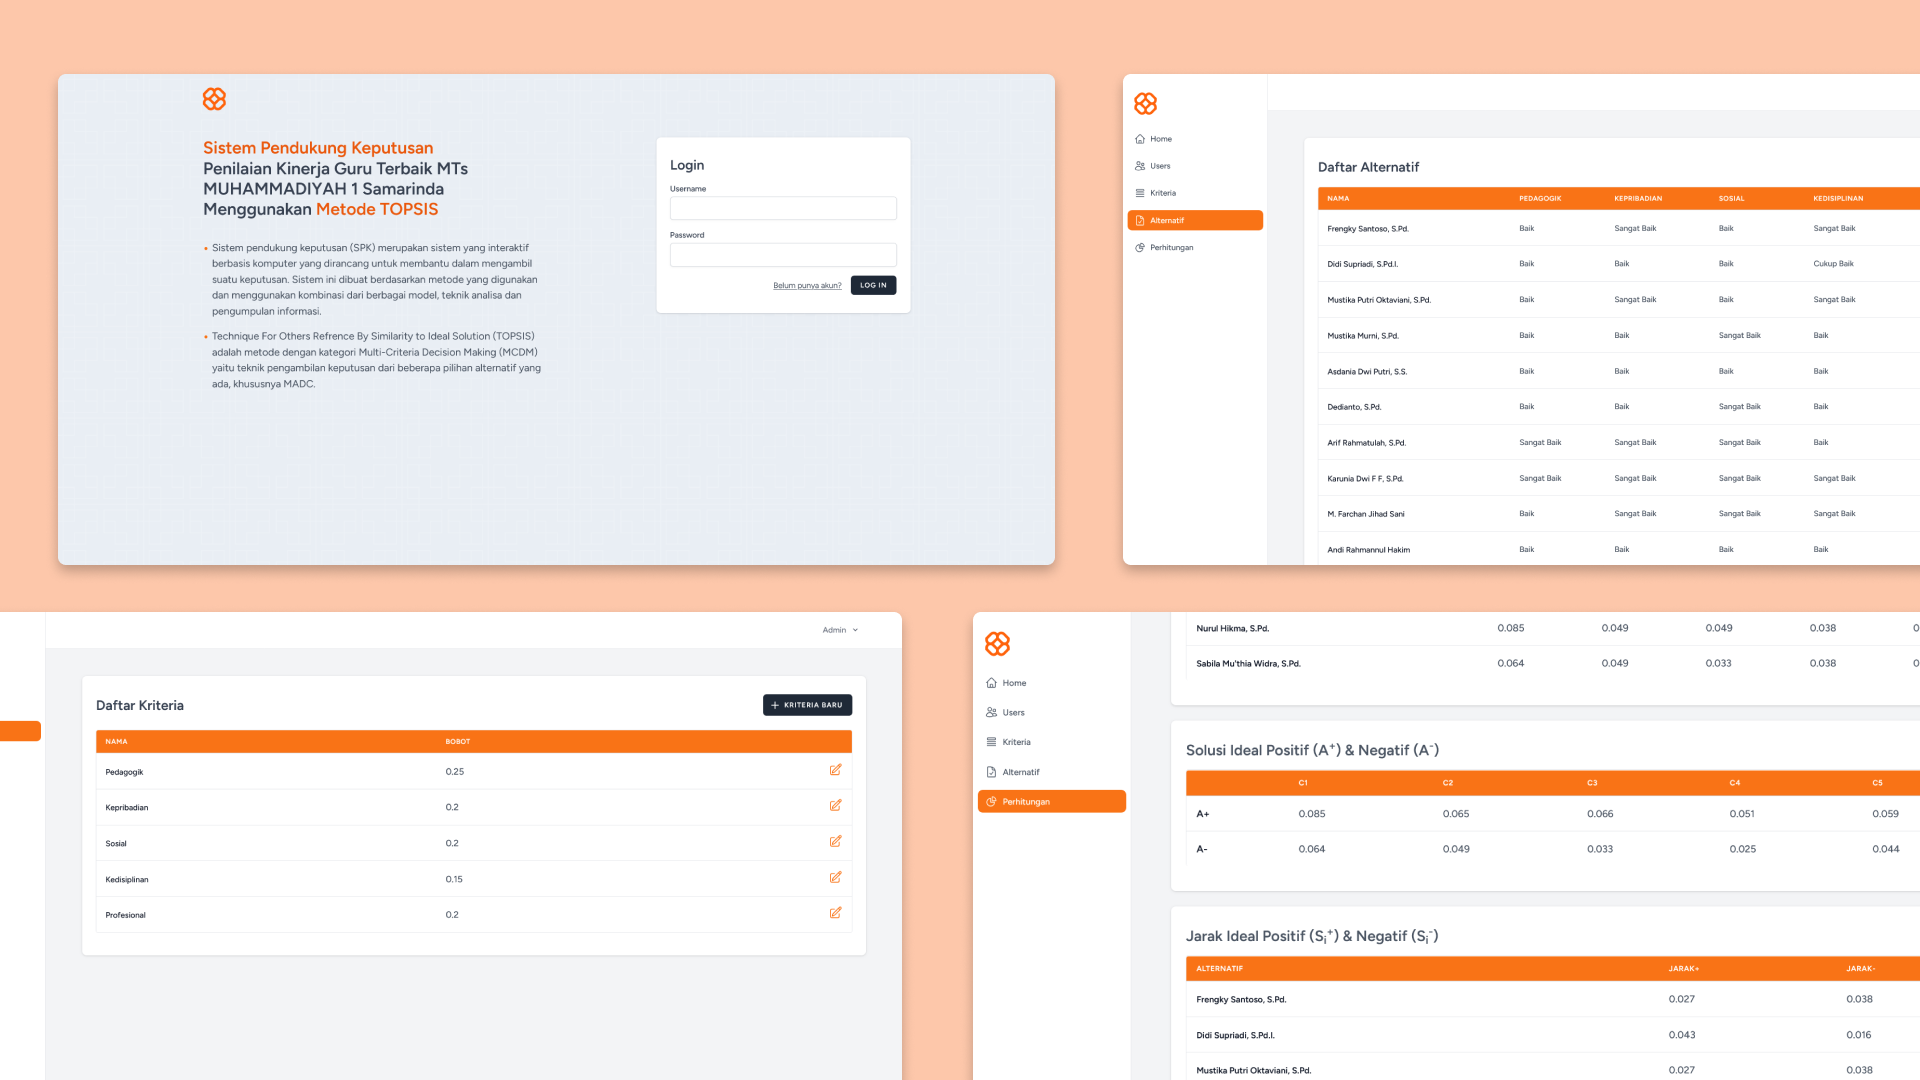 Sistem Pendukung Keputusan
Penilaian Kinerja Guru Terbaik MTs
MUHAMMADIYAH 1 Samarinda
Menggunakan Metode TOPSIS
• Sistem pendukung keputusan (SPK) merupakan sistem yang interaktif
berbasis komputer yang dirancang untuk membantu dalam mengambil
suatu keputusan. Sistem ini dibuat berdasarkan metode yang digunakan
dan menggunakan kombinasi dari berbagai model, teknik analisa dan
pengumpulan informasi.
• Technique For Others Refrence By Similarity to Ideal Solution (TOPSIS)
adalah metode dengan kategori Multi-Criteria Decision Making (MCDM)
yaitu teknik pengambilan keputusan dari beberapa pilihan alternatif yang
ada, khususnya MADC.
Login
Username
Password
Belum punya akun? LOG IN
Home
Users
Kriteria
Alternatif
Perhitungan
Daftar Alternatif
NAMA PEDAGOGIK KEPRIBADIAN SOSIAL KEDISIPLINAN
Frengky Santoso, S.Pd. Baik Sangat Baik Baik Sangat Baik
Didi Supriadi, S.Pd.I. Baik Baik Baik Cukup Baik
Mustika Putri Oktaviani, S.Pd. Baik Sangat Baik Baik Sangat Baik
Mustika Murni, S.Pd. Baik Baik Sangat Baik Baik
Asdania Dwi Putri, S.S. Baik Baik Baik Baik
Dedianto, S.Pd. Baik Baik Sangat Baik Baik
Arif Rahmatulah, S.Pd. Sangat Baik Sangat Baik Sangat Baik Baik
Karunia Dwi F F, S.Pd. Sangat Baik Sangat Baik Sangat Baik Sangat Baik
M. Farchan Jihad Sani Baik Sangat Baik Sangat Baik Sangat Baik
Andi Rahmannul Hakim Baik Baik Baik Baik
Admin
Daftar Kriteria
+ KRITERIA BARU
NAMA BOBOT
Pedagogik 0.25
Kepribadian 0.2
Sosial 0.2
Kedisiplinan 0.15
Profesional 0.2
Home
Users
Kriteria
Alternatif
Perhitungan
Nurul Hikma, S.Pd. 0.085 0.049 0.049 0.038
Sabila Mu'thia Widra, S.Pd. 0.064 0.049 0.033 0.038
Solusi Ideal Positif (A+) & Negatif (A-)
C1 C2 C3 C4 C5
A+ 0.085 0.065 0.066 0.051 0.059
A- 0.064 0.049 0.033 0.025 0.044
Jarak Ideal Positif (Si+) & Negatif (Si-)
ALTERNATIF JARAK+ JARAK-
Frengky Santoso, S.Pd. 0.027 0.038
Didi Supriadi, S.Pd.I. 0.043 0.016
Mustika Putri Oktaviani, S.Pd. 0.027 0.038